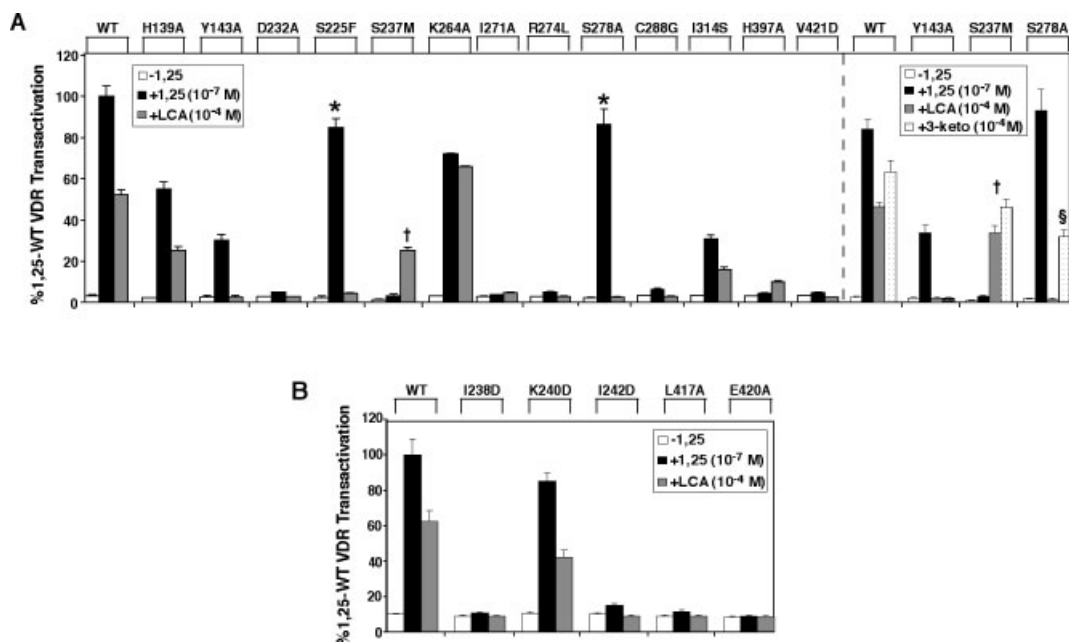 A
WT H139A Y143A D232A S225F S237M K264A I271A R274L S278A C288G I314S H397A V421D WT Y143A S237M S278A
%1,25-WT VDR Transactivation
120
100
80
60
40
20
0
-1,25
+1,25 (10⁻⁷ M)
+LCA (10⁻⁴ M)
*
†
*
-1,25
+1,25 (10⁻⁷ M)
+LCA (10⁻⁴ M)
+3-keto (10⁻⁴M)
†
§
B
WT I238D K240D I242D L417A E420A
%1,25-WT VDR Transactivation
120
100
80
60
40
20
0
-1,25
+1,25 (10⁻⁷ M)
+LCA (10⁻⁴ M)